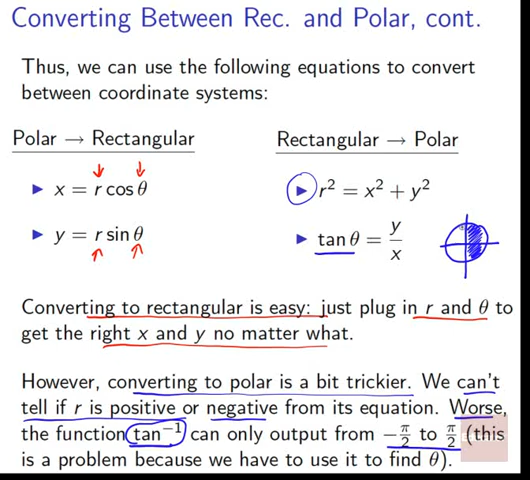 Converting Between Rec. and Polar, cont.
Thus, we can use the following equations to convert
between coordinate systems:
Polar → Rectangular
▶ x = r cos θ
▶ y = r sin θ
Rectangular → Polar
▶ r² = x² + y²
▶ tan θ = y/x
Converting to rectangular is easy: just plug in r and θ to
get the right x and y no matter what.
However, converting to polar is a bit trickier. We can't
tell if r is positive or negative from its equation. Worse,
the function tan⁻¹ can only output from −π/2 to π/2 (this
is a problem because we have to use it to find θ).